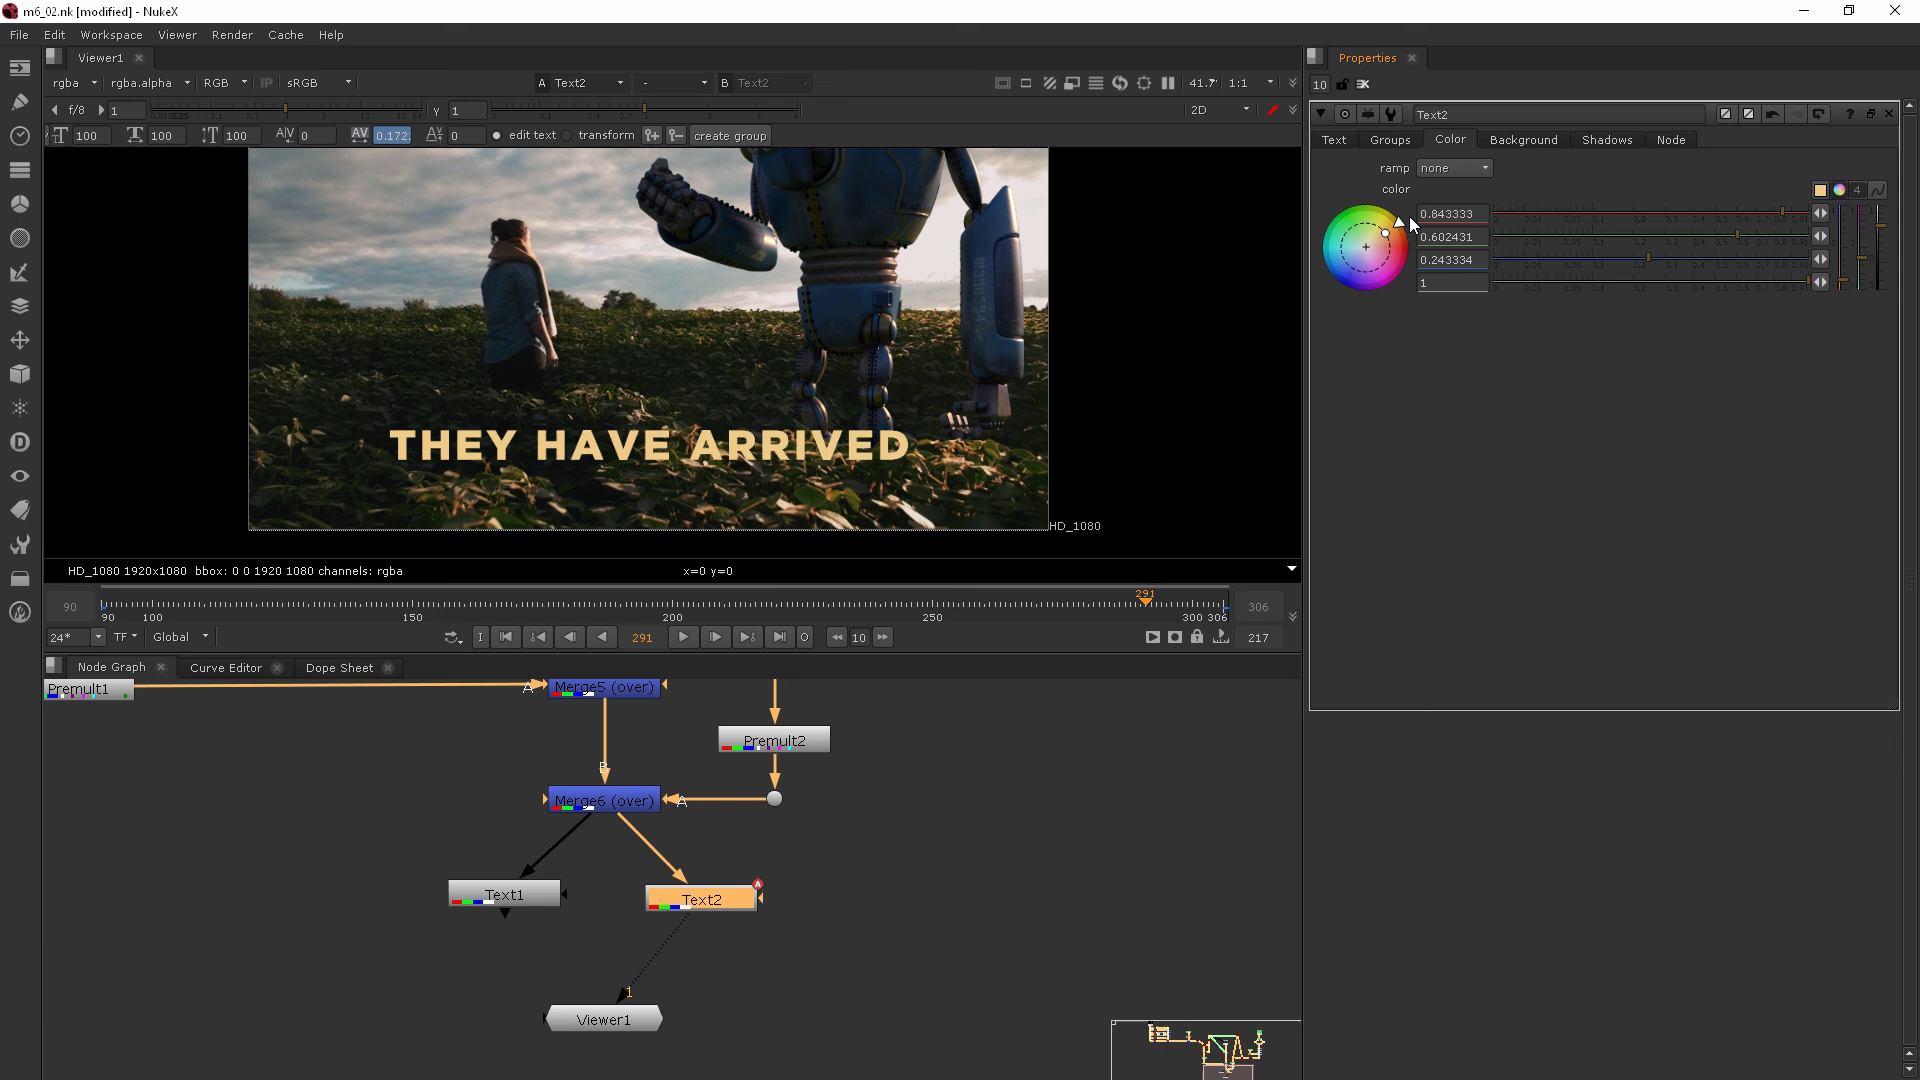 m6_02.nk [modified] - NukeX
File Edit Workspace Viewer Render Cache Help
Viewer1
rgba rgba.alpha RGB IP sRGB A Text2 - B Text2 41.7 1:1
f/8 1 y 1 2D
100 100 100 0 0.172 0 edit text transform create group
THEY HAVE ARRIVED
HD_1080
HD_1080 1920x1080 bbox: 0 0 1920 1080 channels: rgba x=0 y=0
90 291 306
90 100 150 200 250 300 306
24* TF Global I 291 O 10 217
Node Graph Curve Editor Dope Sheet
Premult1
A
Merge5 (over)
Premult2
B
Merge6 (over)
A
Text1
A
Text2
1
Viewer1
Properties
10
Text2
Text Groups Color Background Shadows Node
ramp none
color 4
0.843333
0.602431
0.243334
1